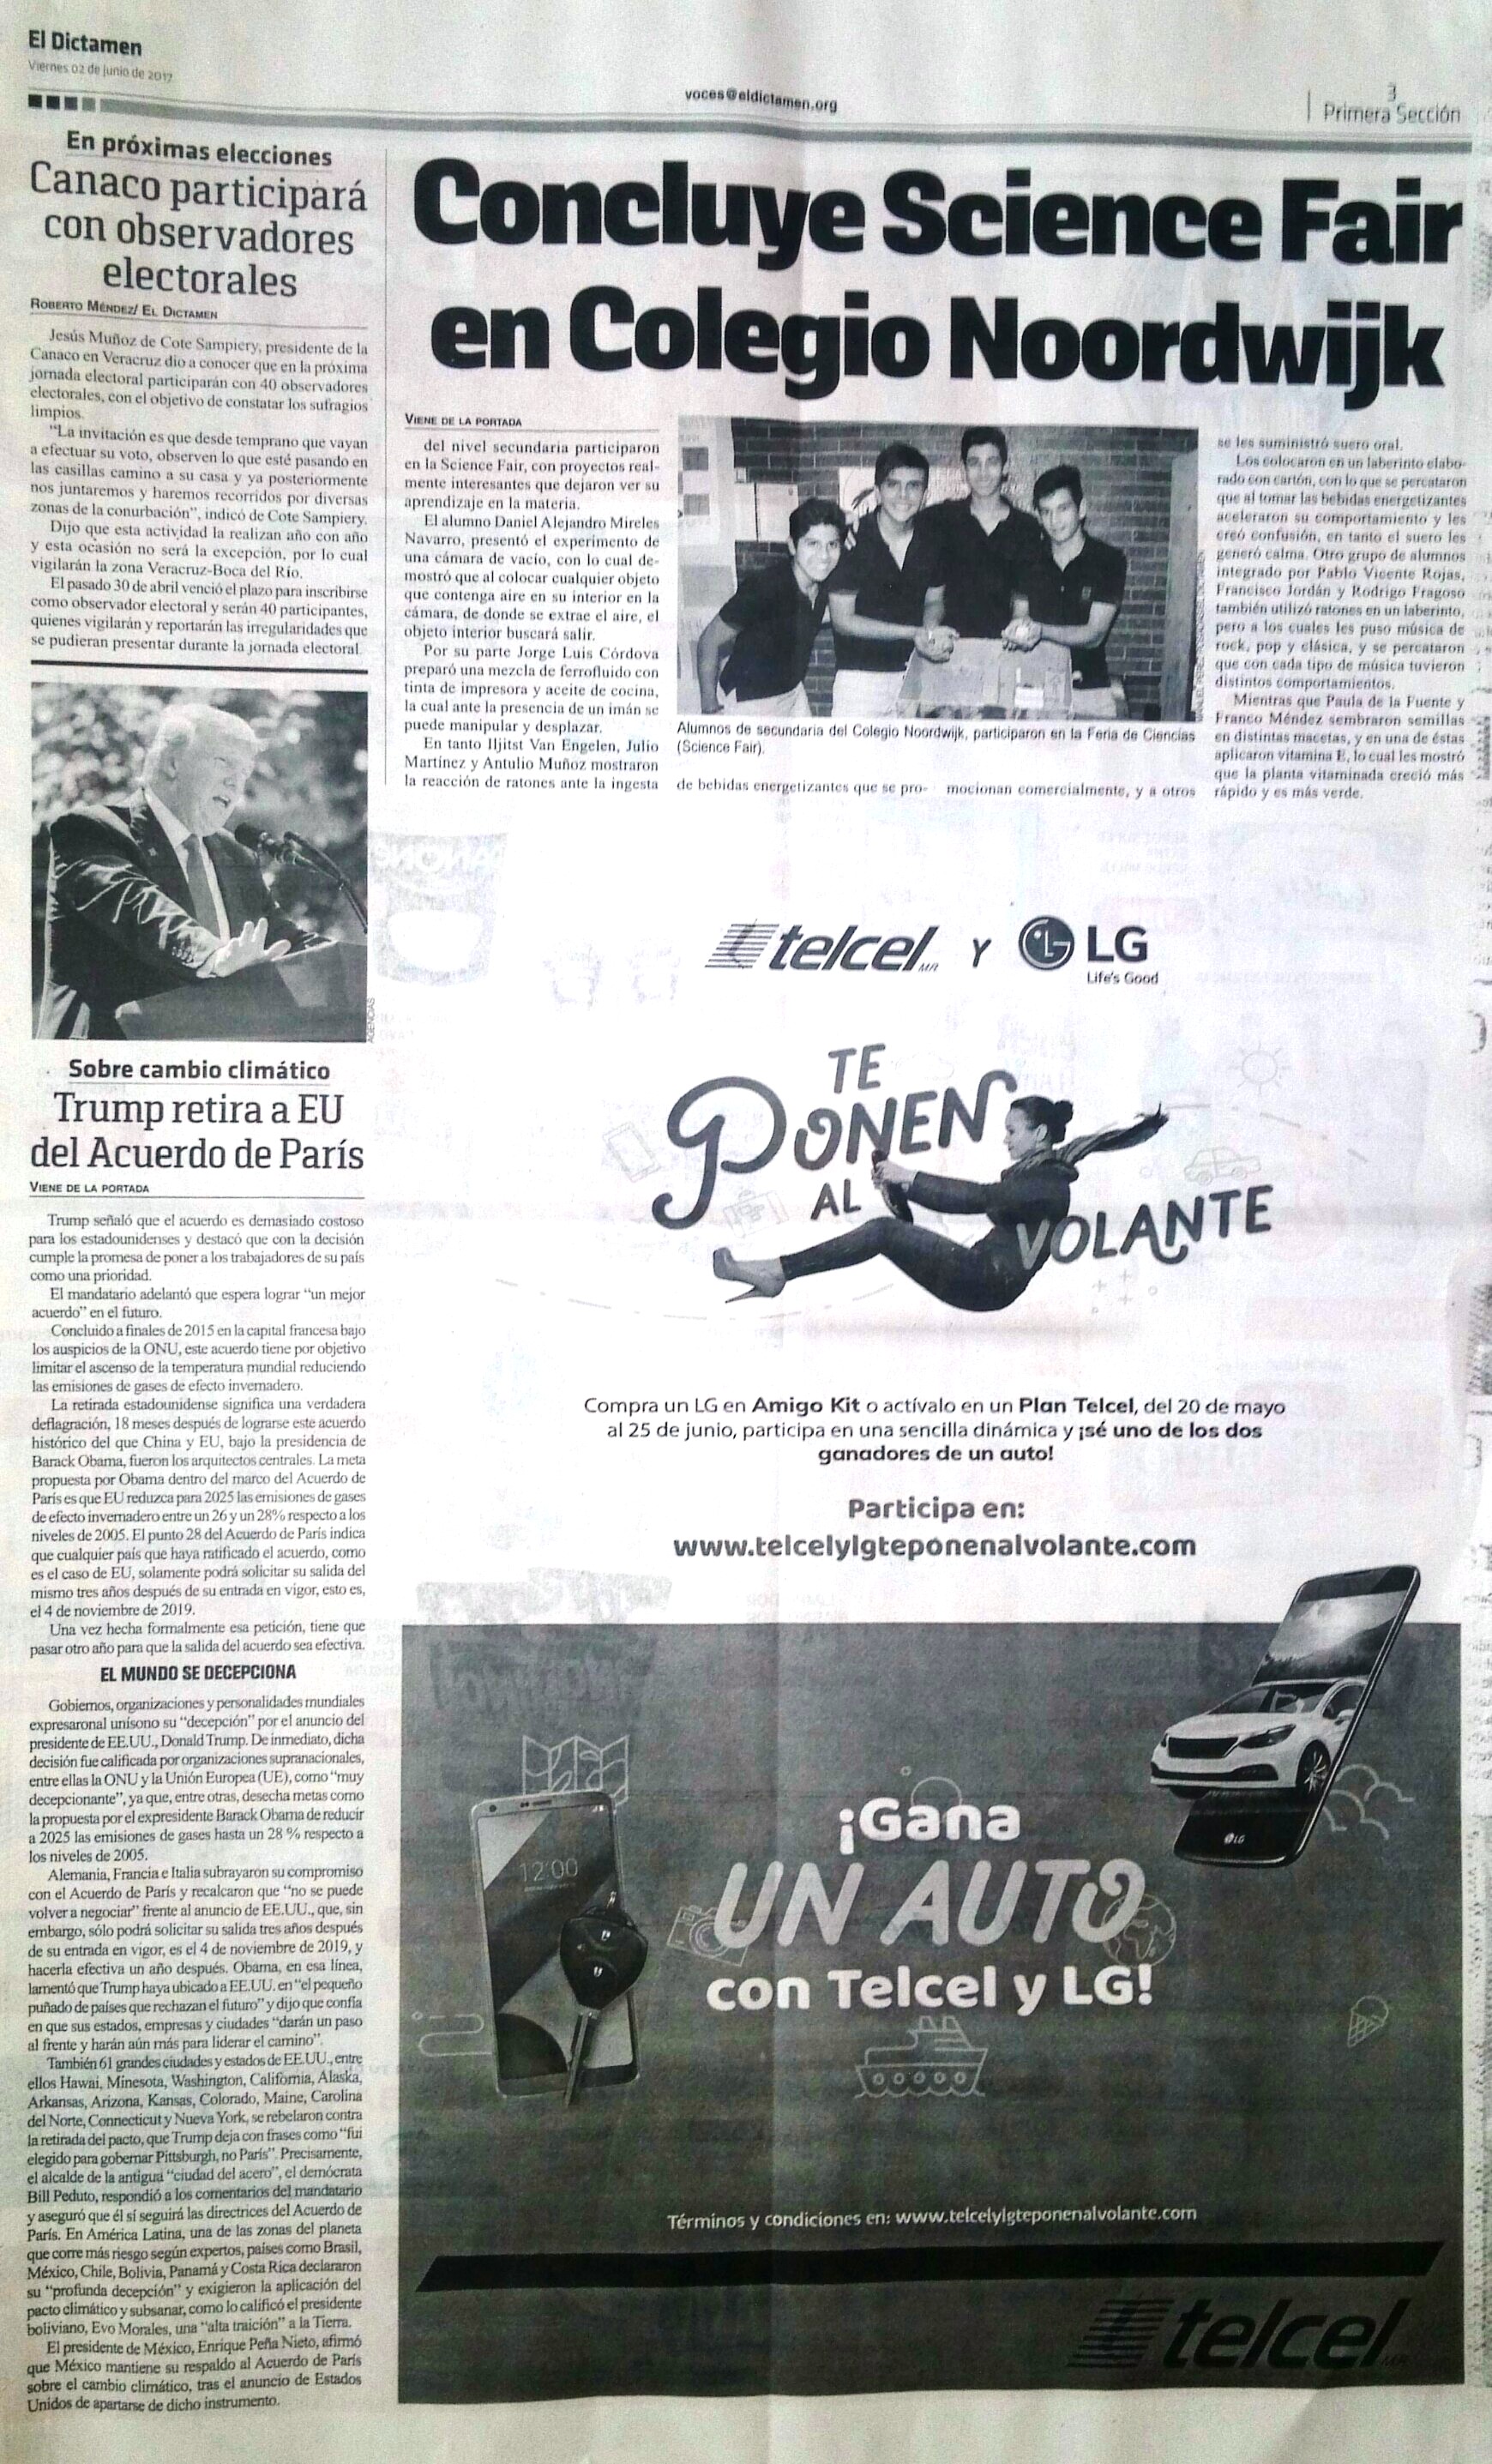 El Dictamen
Viernes 02 de junio de 2017
voces@eldictamen.org
3
Primera Sección
En próximas elecciones
Canaco participará
con observadores
electorales
ROBERTO MÉNDEZ/ EL DICTAMEN
Jesús Muñoz de Cote Sampiery, presidente de la
Canaco en Veracruz dio a conocer que en la próxima
jornada electoral participarán con 40 observadores
electorales, con el objetivo de constatar los sufragios
limpios.
"La invitación es que desde temprano que vayan
a efectuar su voto, observen lo que esté pasando en
las casillas camino a su casa y ya posteriormente
nos juntaremos y haremos recorridos por diversas
zonas de la conurbación", indicó de Cote Sampiery.
Dijo que esta actividad la realizan año con año
y esta ocasión no será la excepción, por lo cual
vigilarán la zona Veracruz-Boca del Río.
El pasado 30 de abril venció el plazo para inscribirse
como observador electoral y serán 40 participantes,
quienes vigilarán y reportarán las irregularidades que
se pudieran presentar durante la jornada electoral.
AGENCIAS
Sobre cambio climático
Trump retira a EU
del Acuerdo de París
VIENE DE LA PORTADA
Trump señaló que el acuerdo es demasiado costoso
para los estadounidenses y destacó que con la decisión
cumple la promesa de poner a los trabajadores de su país
como una prioridad.
El mandatario adelantó que espera lograr "un mejor
acuerdo" en el futuro.
Concluido a finales de 2015 en la capital francesa bajo
los auspicios de la ONU, este acuerdo tiene por objetivo
limitar el ascenso de la temperatura mundial reduciendo
las emisiones de gases de efecto invernadero.
La retirada estadounidense significa una verdadera
deflagración, 18 meses después de lograrse este acuerdo
histórico del que China y EU, bajo la presidencia de
Barack Obama, fueron los arquitectos centrales. La meta
propuesta por Obama dentro del marco del Acuerdo de
París es que EU reduzca para 2025 las emisiones de gases
de efecto invernadero entre un 26 y un 28% respecto a los
niveles de 2005. El punto 28 del Acuerdo de París indica
que cualquier país que haya ratificado el acuerdo, como
es el caso de EU, solamente podrá solicitar su salida del
mismo tres años después de su entrada en vigor, esto es,
el 4 de noviembre de 2019.
Una vez hecha formalmente esa petición, tiene que
pasar otro año para que la salida del acuerdo sea efectiva.
EL MUNDO SE DECEPCIONA
Gobiernos, organizaciones y personalidades mundiales
expresaronal unísono su "decepción" por el anuncio del
presidente de EE.UU., Donald Trump. De inmediato, dicha
decisión fue calificada por organizaciones supranacionales,
entre ellas la ONU y la Unión Europea (UE), como "muy
decepcionante", ya que, entre otras, desecha metas como
la propuesta por el expresidente Barack Obama de reducir
a 2025 las emisiones de gases hasta un 28 % respecto a
los niveles de 2005.
Alemania, Francia e Italia subrayaron su compromiso
con el Acuerdo de París y recalcaron que "no se puede
volver a negociar" frente al anuncio de EE.UU., que, sin
embargo, sólo podrá solicitar su salida tres años después
de su entrada en vigor, es el 4 de noviembre de 2019, y
hacerla efectiva un año después. Obama, en esa línea,
lamentó que Trump haya ubicado a EE.UU. en "el pequeño
puñado de países que rechazan el futuro" y dijo que confía
en que sus estados, empresas y ciudades "darán un paso
al frente y harán aún más para liderar el camino".
También 61 grandes ciudades y estados de EE.UU., entre
ellos Hawai, Minesota, Washington, California, Alaska,
Arkansas, Arizona, Kansas, Colorado, Maine, Carolina
del Norte, Connecticut y Nueva York, se rebelaron contra
la retirada del pacto, que Trump deja con frases como "fui
elegido para gobernar Pittsburgh, no París". Precisamente,
el alcalde de la antigua "ciudad del acero", el demócrata
Bill Peduto, respondió a los comentarios del mandatario
y aseguró que él sí seguirá las directrices del Acuerdo de
París. En América Latina, una de las zonas del planeta
que corre más riesgo según expertos, países como Brasil,
México, Chile, Bolivia, Panamá y Costa Rica declararon
su "profunda decepción" y exigieron la aplicación del
pacto climático y subsanar, como lo calificó el presidente
boliviano, Evo Morales, una "alta traición" a la Tierra.
El presidente de México, Enrique Peña Nieto, afirmó
que México mantiene su respaldo al Acuerdo de París
sobre el cambio climático, tras el anuncio de Estados
Unidos de apartarse de dicho instrumento.
Concluye Science Fair
en Colegio Noordwijk
VIENE DE LA PORTADA
del nivel secundaria participaron
en la Science Fair, con proyectos real-
mente interesantes que dejaron ver su
aprendizaje en la materia.
El alumno Daniel Alejandro Mireles
Navarro, presentó el experimento de
una cámara de vacío, con lo cual de-
mostró que al colocar cualquier objeto
que contenga aire en su interior en la
cámara, de donde se extrae el aire, el
objeto interior buscará salir.
Por su parte Jorge Luis Córdova
preparó una mezcla de ferrofluido con
tinta de impresora y aceite de cocina,
la cual ante la presencia de un imán se
puede manipular y desplazar.
En tanto Iljitst Van Engelen, Julio
Martínez y Antulio Muñoz mostraron
la reacción de ratones ante la ingesta
Alumnos de secundaria del Colegio Noordwijk, participaron en la Feria de Ciencias
(Science Fair).
de bebidas energetizantes que se pro-
mocionan comercialmente, y a otros
se les suministró suero oral.
Los colocaron en un laberinto elabo-
rado con cartón, con lo que se percataron
que al tomar las bebidas energetizantes
aceleraron su comportamiento y les
creó confusión, en tanto el suero les
generó calma. Otro grupo de alumnos
integrado por Pablo Vicente Rojas,
Francisco Jordán y Rodrigo Fragoso
también utilizó ratones en un laberinto,
pero a los cuales les puso música de
rock, pop y clásica, y se percataron
que con cada tipo de música tuvieron
distintos comportamientos.
Mientras que Paula de la Fuente y
Franco Méndez sembraron semillas
en distintas macetas, y en una de éstas
aplicaron vitamina E, lo cual les mostró
que la planta vitaminada creció más
rápido y es más verde.
telcel MR Y LG LG
Life's Good
TE
PONEN
AL
VOLANTE
Compra un LG en Amigo Kit o actívalo en un Plan Telcel, del 20 de mayo
al 25 de junio, participa en una sencilla dinámica y ¡sé uno de los dos
ganadores de un auto!
Participa en:
www.telcelylgteponenalvolante.com
LG
12:00
¡Gana
UN AUTO
con Telcel y LG!
Términos y condiciones en: www.telcelylgteponenalvolante.com
telcel